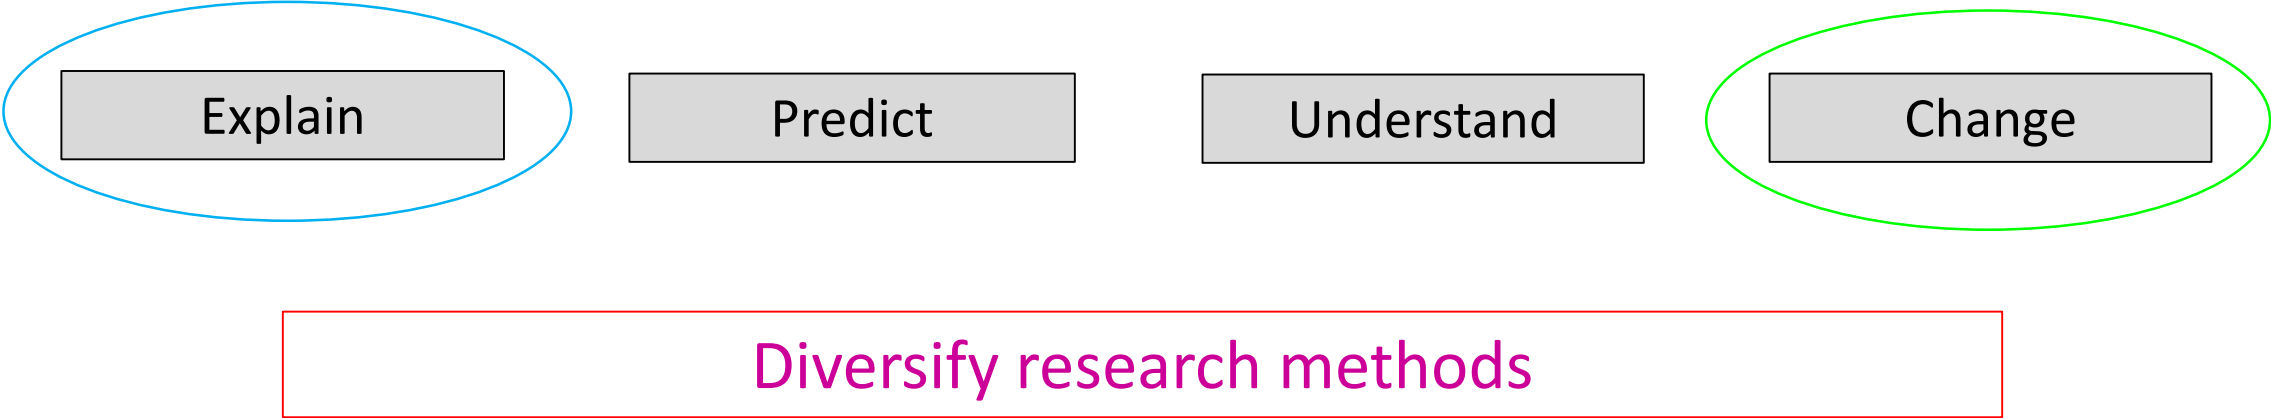 Explain Predict Understand Change
Diversify research methods